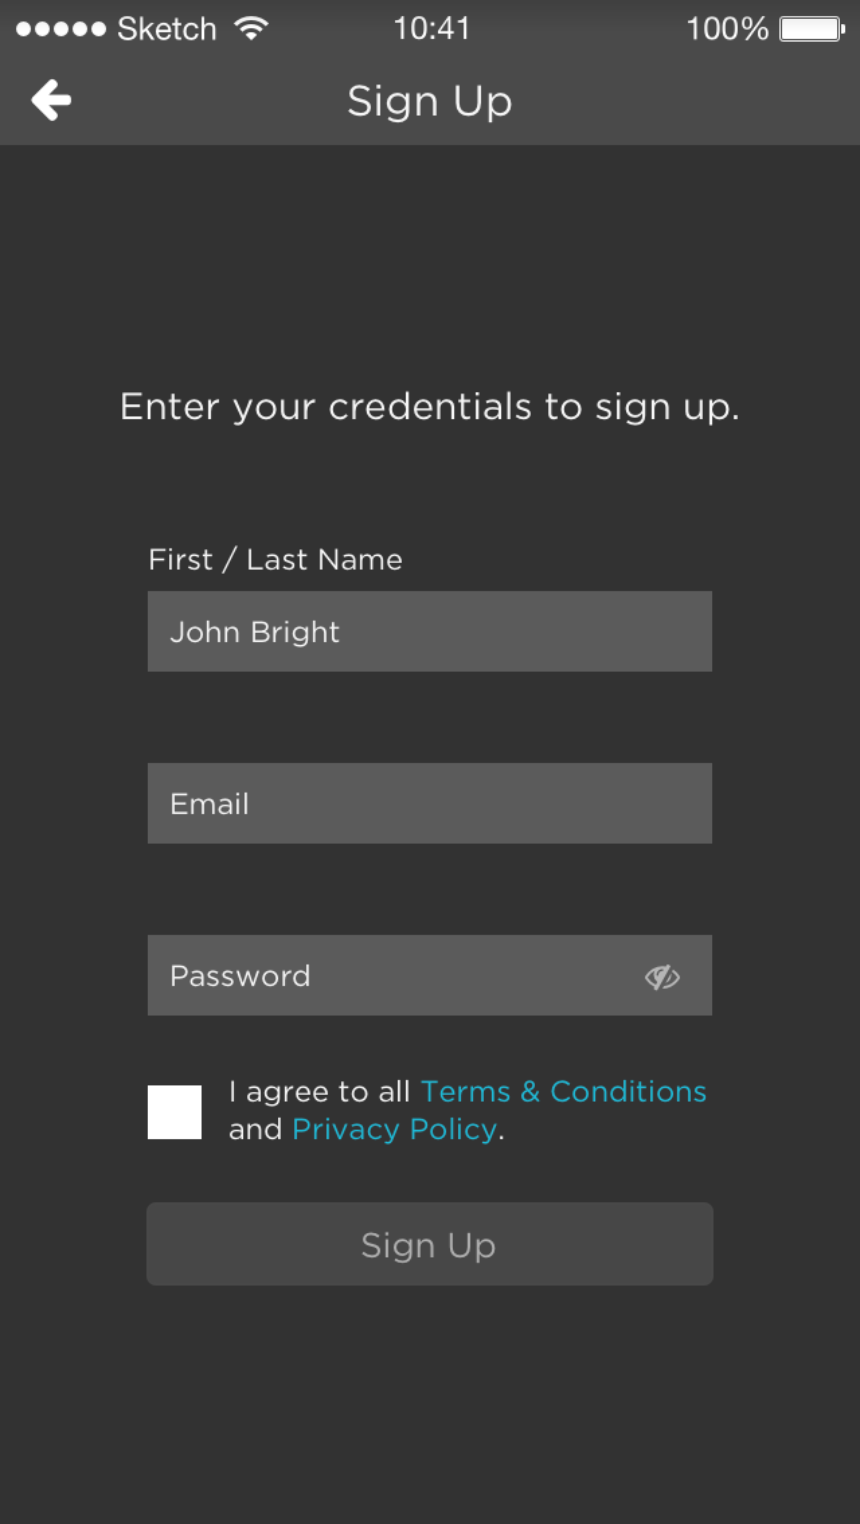 Sketch 10:41 100%
Sign Up
Enter your credentials to sign up.
First / Last Name
John Bright
Email
Password
I agree to all Terms & Conditions
and Privacy Policy.
Sign Up